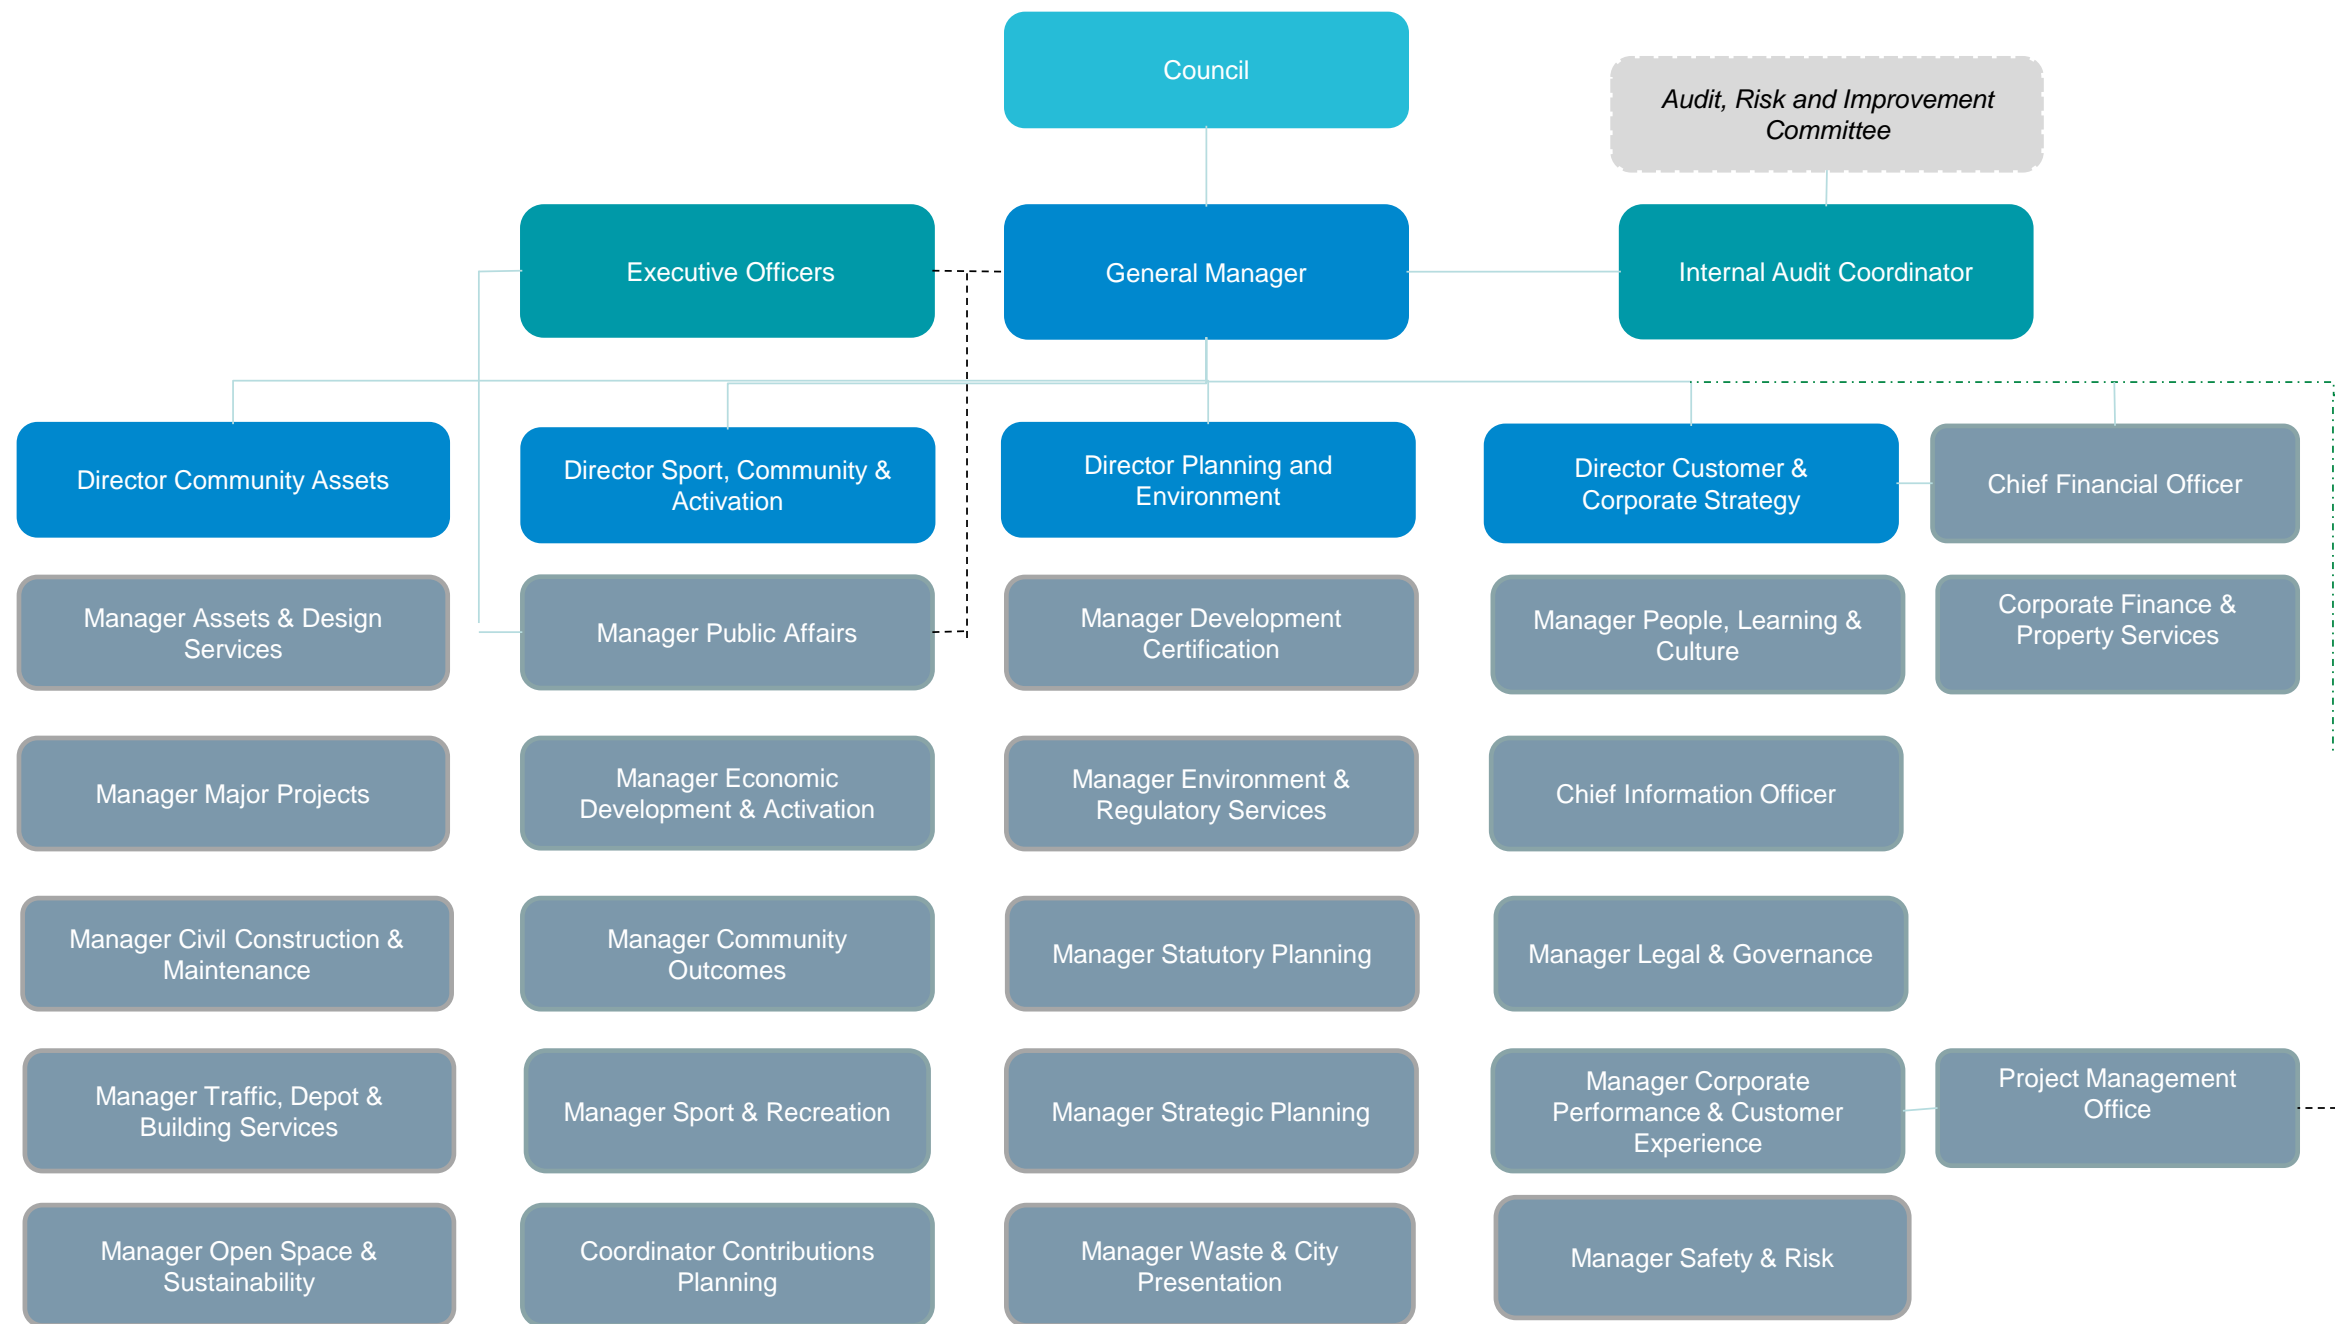 Council
Audit, Risk and Improvement
Committee
Executive Officers
General Manager
Internal Audit Coordinator
Director Community Assets
Director Sport, Community &
Activation
Director Planning and
Environment
Director Customer &
Corporate Strategy
Chief Financial Officer
Manager Assets & Design
Services
Manager Public Affairs
Manager Development
Certification
Manager People, Learning &
Culture
Corporate Finance &
Property Services
Manager Major Projects
Manager Economic
Development & Activation
Manager Environment &
Regulatory Services
Chief Information Officer
Manager Civil Construction &
Maintenance
Manager Community
Outcomes
Manager Statutory Planning
Manager Legal & Governance
Manager Traffic, Depot &
Building Services
Manager Sport & Recreation
Manager Strategic Planning
Manager Corporate
Performance & Customer
Experience
Project Management
Office
Manager Open Space &
Sustainability
Coordinator Contributions
Planning
Manager Waste & City
Presentation
Manager Safety & Risk